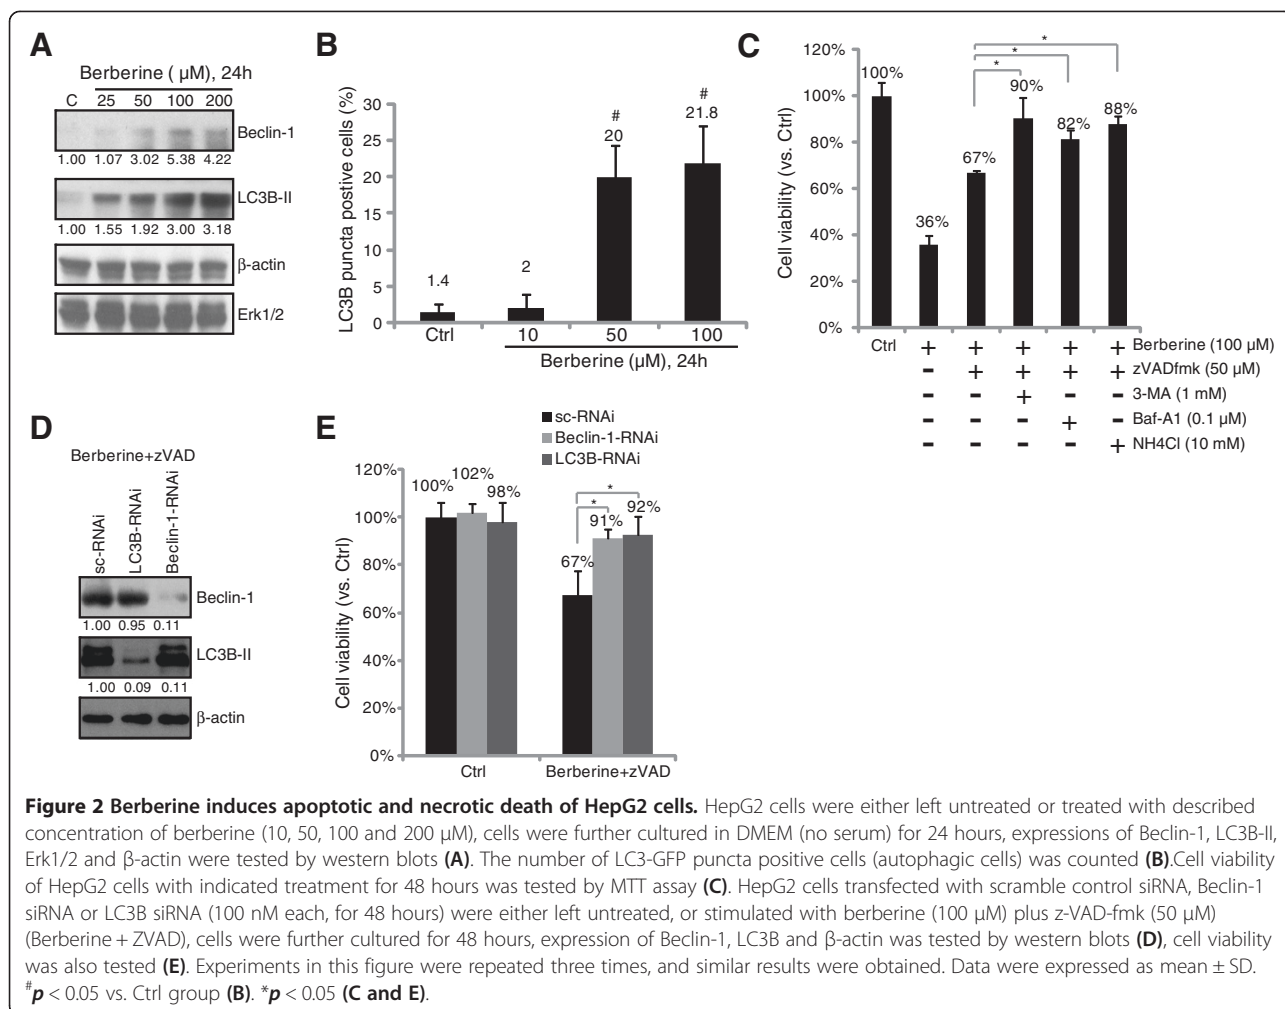 A
Berberine ( µM), 24h
C 25 50 100 200
Beclin-1
1.00 1.07 3.02 5.38 4.22
LC3B-II
1.00 1.55 1.92 3.00 3.18
β-actin
Erk1/2
B
LC3B puncta postive cells (%)
30
25
20
15
10
5
0
1.4
2
#
20
#
21.8
Ctrl 10 50 100
Berberine (µM), 24h
C
Cell viability (vs. Ctrl)
120%
100%
80%
60%
40%
20%
0%
100%
36%
67%
90%
82%
88%
*
*
*
Ctrl + + + + + Berberine (100 µM)
- + + + + zVADfmk (50 µM)
- - + - - 3-MA (1 mM)
- - - + - Baf-A1 (0.1 µM)
- - - - + NH4Cl (10 mM)
D
Berberine+zVAD
sc-RNAi
LC3B-RNAi
Beclin-1-RNAi
Beclin-1
1.00 0.95 0.11
LC3B-II
1.00 0.09 0.11
β-actin
E
sc-RNAi
Beclin-1-RNAi
LC3B-RNAi
Cell viability (vs. Ctrl)
120%
100%
80%
60%
40%
20%
0%
100%
102%
98%
67%
91%
92%
*
*
Ctrl Berberine+zVAD
Figure 2 Berberine induces apoptotic and necrotic death of HepG2 cells. HepG2 cells were either left untreated or treated with described
concentration of berberine (10, 50, 100 and 200 µM), cells were further cultured in DMEM (no serum) for 24 hours, expressions of Beclin-1, LC3B-II,
Erk1/2 and β-actin were tested by western blots (A). The number of LC3-GFP puncta positive cells (autophagic cells) was counted (B).Cell viability
of HepG2 cells with indicated treatment for 48 hours was tested by MTT assay (C). HepG2 cells transfected with scramble control siRNA, Beclin-1
siRNA or LC3B siRNA (100 nM each, for 48 hours) were either left untreated, or stimulated with berberine (100 µM) plus z-VAD-fmk (50 µM)
(Berberine + ZVAD), cells were further cultured for 48 hours, expression of Beclin-1, LC3B and β-actin was tested by western blots (D), cell viability
was also tested (E). Experiments in this figure were repeated three times, and similar results were obtained. Data were expressed as mean ± SD.
#p < 0.05 vs. Ctrl group (B). *p < 0.05 (C and E).